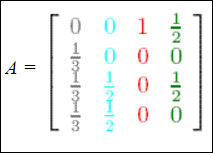 A =
0 0 1 1/2
1/3 0 0 0
1/3 1/2 0 1/2
1/3 1/2 0 0